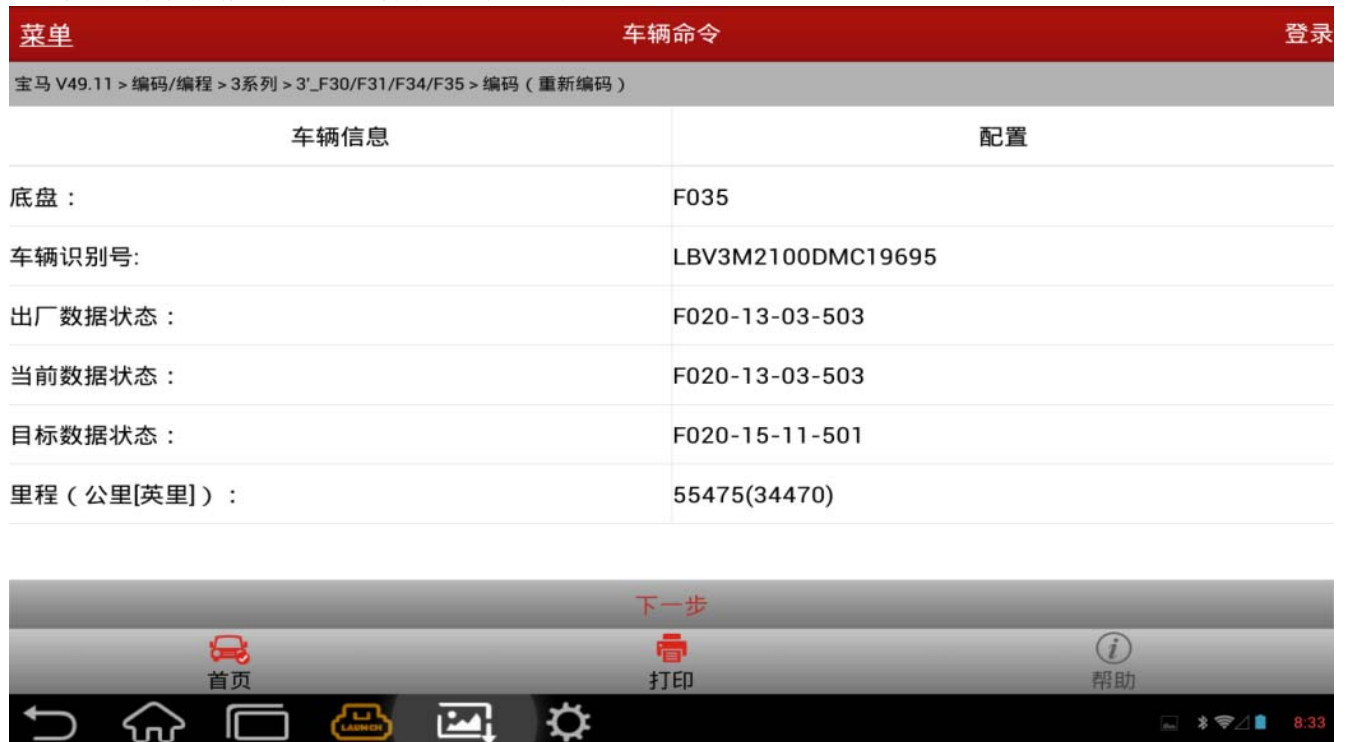 菜单 车辆命令 登录
宝马 V49.11 > 编码/编程 > 3系列 > 3'_F30/F31/F34/F35 > 编码（重新编码）
车辆信息 配置
底盘： F035
车辆识别号: LBV3M2100DMC19695
出厂数据状态： F020-13-03-503
当前数据状态： F020-13-03-503
目标数据状态： F020-15-11-501
里程（公里[英里]）： 55475(34470)
下一步
首页 打印 帮助
LAUNCH 8:33